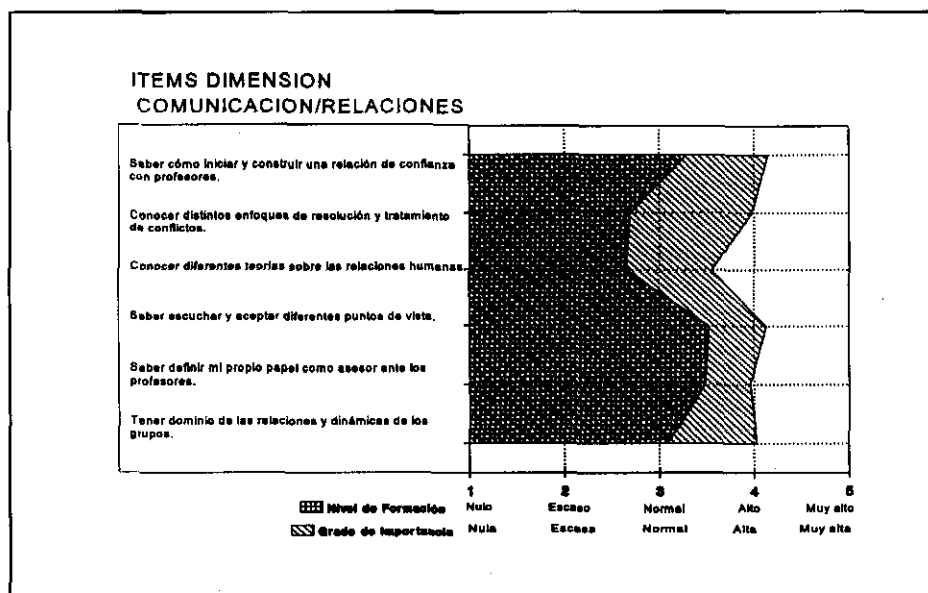 ITEMS DIMENSION
COMUNICACION/RELACIONES
Saber cómo iniciar y construir una relación de confianza
con profesores.
Conocer distintos enfoques de resolución y tratamiento
de conflictos.
Conocer diferentes teorías sobre las relaciones humanas.
Saber escuchar y aceptar diferentes puntos de vista.
Saber definir mi propio papel como asesor ante los
profesores.
Tener dominio de las relaciones y dinámicas de los
grupos.
1 2 3 4 5
Nivel de Formación Nulo Escaso Normal Alto Muy alto
Grado de Importancia Nula Escasa Normal Alta Muy alta